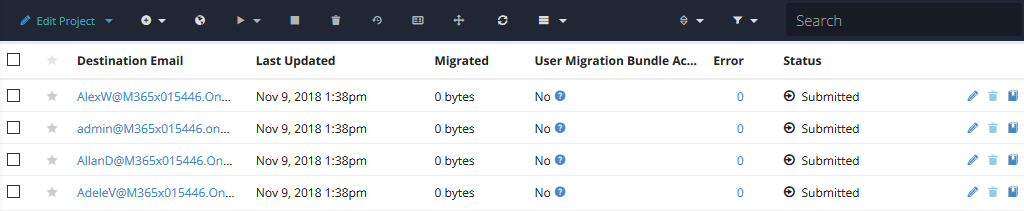 Edit Project Search
Destination Email Last Updated Migrated User Migration Bundle Ac... Error Status
AlexW@M365x015446.On... Nov 9, 2018 1:38pm 0 bytes No ? 0 Submitted
admin@M365x015446.on... Nov 9, 2018 1:38pm 0 bytes No ? 0 Submitted
AllanD@M365x015446.On... Nov 9, 2018 1:38pm 0 bytes No ? 0 Submitted
AdeleV@M365x015446.On... Nov 9, 2018 1:38pm 0 bytes No ? 0 Submitted